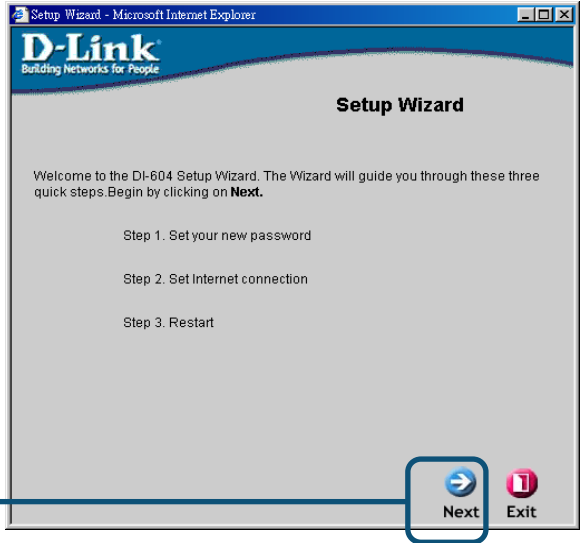 Setup Wizard - Microsoft Internet Explorer
D-Link
Building Networks for People
Setup Wizard
Welcome to the DI-604 Setup Wizard. The Wizard will guide you through these three
quick steps.Begin by clicking on Next.
Step 1. Set your new password
Step 2. Set Internet connection
Step 3. Restart
Next Exit